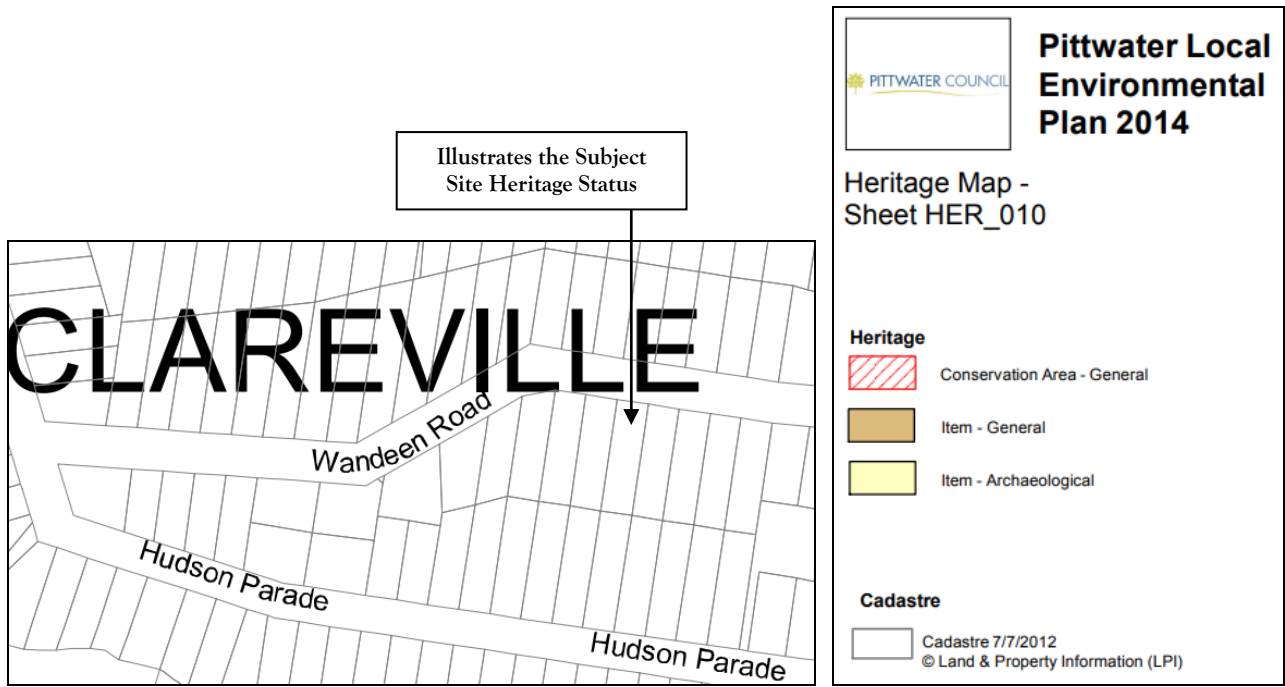 Illustrates the Subject
Site Heritage Status
CLAREVILLE
Wandeen Road
Hudson Parade
Hudson Parade
PITTWATER COUNCIL
Pittwater Local
Environmental
Plan 2014
Heritage Map -
Sheet HER_010
Heritage
Conservation Area - General
Item - General
Item - Archaeological
Cadastre
Cadastre 7/7/2012
© Land & Property Information (LPI)